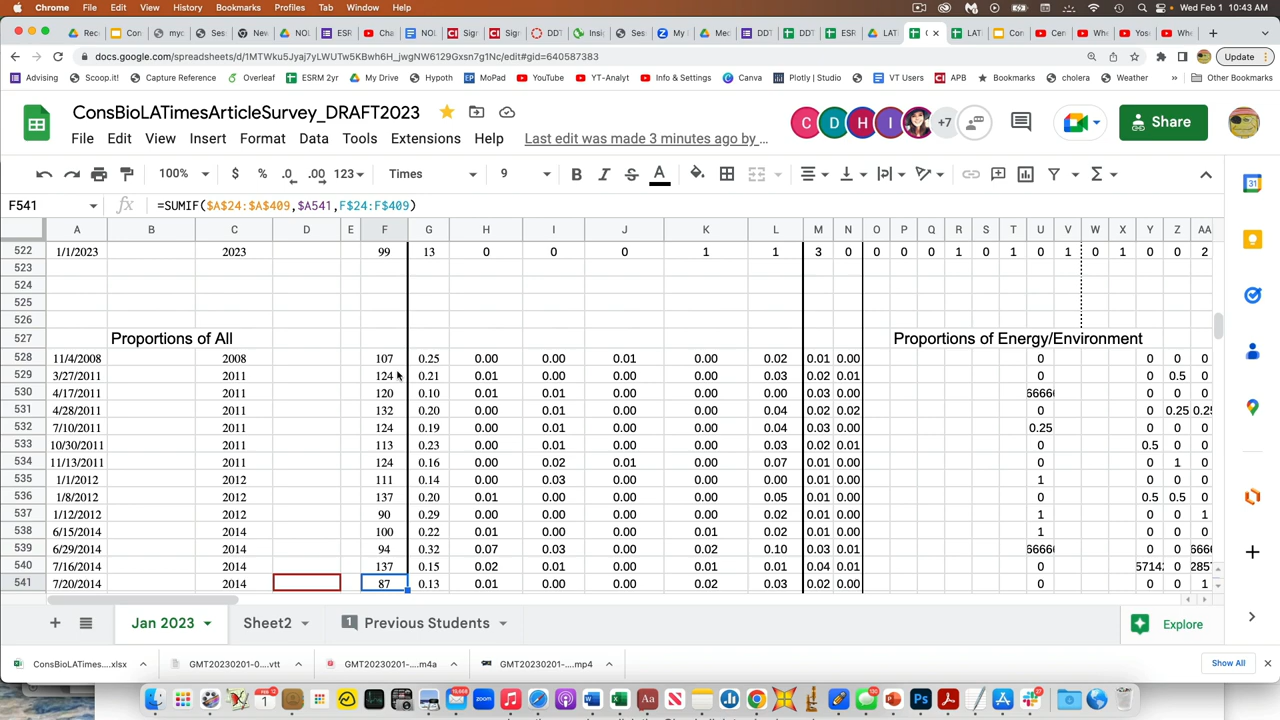 Chrome File Edit View History Bookmarks Profiles Tab Window Help Wed Feb 1 10:43 AM
docs.google.com/spreadsheets/d/1MTWku5Jyaj7yLWUTw5KBwh_jwgNW6129Gxsn7g1Nc/edit#gid=640587383 Update
Advising Scoop.it! Capture Reference Overleaf ESRM 2yr My Drive Hypoth MoPad YouTube YT-Analyt Info & Settings Canva Plotly | Studio VT Users APB Bookmarks cholera Weather » Other Bookmarks
ConsBioLATimesArticleSurvey_DRAFT2023
C D H I +7 Share
File Edit View Insert Format Data Tools Extensions Help Last edit was made 3 minutes ago by …
100% $ % .0 .00 123 Times 9 B I S A
F541 fx =SUMIF($A$24:$A$409,$A541,F$24:F$409)
A B C D E F G H I J K L M N O P Q R S T U V W X Y Z AA
522 1/1/2023 2023 99 13 0 0 0 1 1 3 0 0 0 0 1 0 1 0 1 0 1 0 0 2
523
524
525
526
527 Proportions of All Proportions of Energy/Environment
528 11/4/2008 2008 107 0.25 0.00 0.00 0.01 0.00 0.02 0.01 0.00 0 0 0 0
529 3/27/2011 2011 124 0.21 0.01 0.00 0.00 0.00 0.03 0.02 0.01 0 0 0.5 0
530 4/17/2011 2011 120 0.10 0.01 0.01 0.00 0.00 0.00 0.03 0.00 0 0 0
531 4/28/2011 2011 132 0.20 0.00 0.01 0.00 0.00 0.04 0.02 0.02 0 0 0.25
532 7/10/2011 2011 124 0.19 0.00 0.01 0.00 0.00 0.04 0.03 0.00 0.25 0 0 0
533 10/30/2011 2011 113 0.23 0.00 0.01 0.00 0.00 0.03 0.02 0.01 0 0.5 0 0
534 11/13/2011 2011 124 0.16 0.00 0.02 0.01 0.00 0.07 0.01 0.00 0 0 1 0
535 1/1/2012 2012 111 0.14 0.00 0.03 0.00 0.00 0.00 0.01 0.00 1 0 0 0
536 1/8/2012 2012 137 0.20 0.01 0.00 0.00 0.00 0.05 0.01 0.00 0 0.5 0.5 0
537 1/12/2012 2012 90 0.29 0.00 0.01 0.00 0.00 0.00 0.01 0.00 1 0 0 1
538 6/15/2014 2014 100 0.22 0.01 0.00 0.00 0.01 0.02 0.01 0.00 1 0 0 0
539 6/29/2014 2014 94 0.32 0.07 0.03 0.00 0.02 0.10 0.03 0.01 0 0
540 7/16/2014 2014 137 0.15 0.02 0.01 0.00 0.01 0.01 0.04 0.01 0 0
541 7/20/2014 2014 87 0.13 0.01 0.00 0.00 0.02 0.03 0.02 0.00 0 0 0 1
Jan 2023 Sheet2 1 Previous Students Explore
ConsBioLATimes....xlsx GMT20230201-0....vtt GMT20230201-....m4a GMT20230201-....mp4 Show All